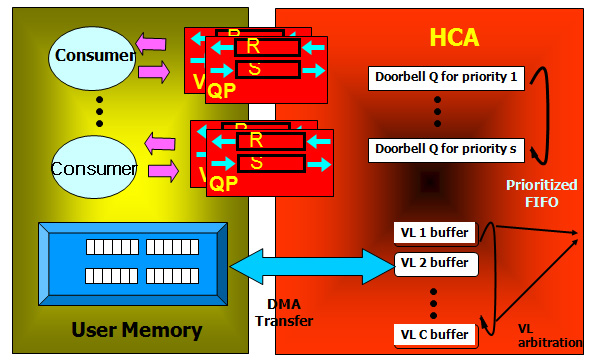 Consumer
R
R
S
V
QP
HCA
Doorbell Q for priority 1
Consumer
R
R
S
V
QP
Doorbell Q for priority s
Prioritized
FIFO
VL 1 buffer
VL 2 buffer
DMA
Transfer
User Memory
VL C buffer
VL
arbitration